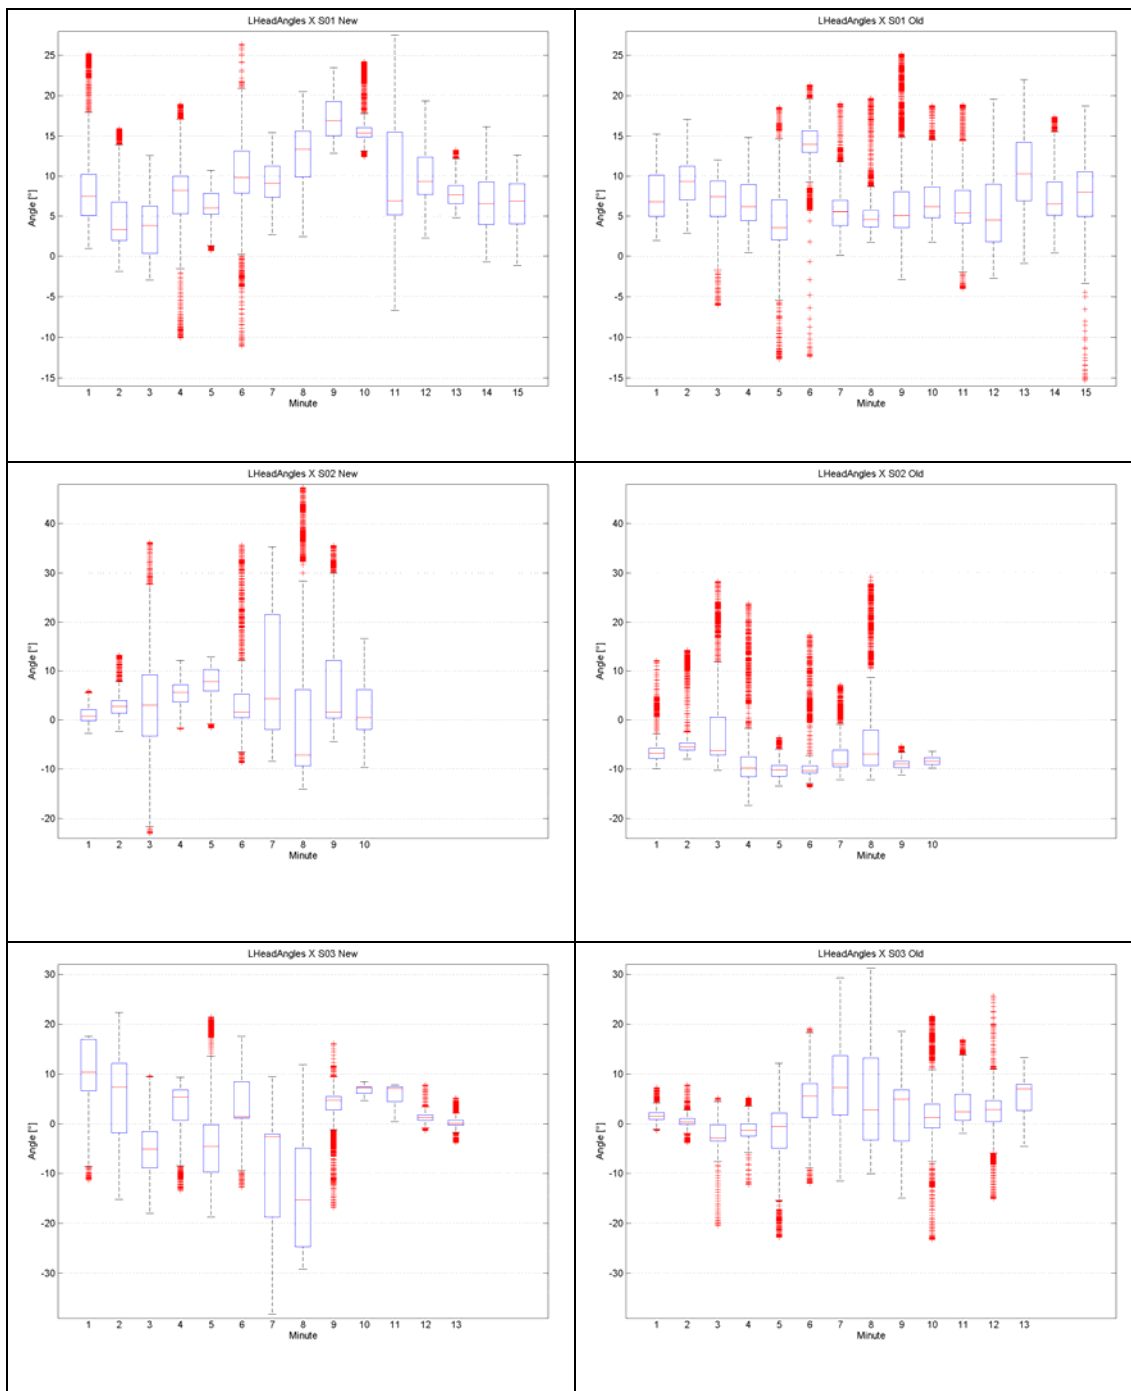 LHeadAngles X S01 New
25
20
15
10
5
0
-5
-10
-15
Angle [°]
1 2 3 4 5 6 7 8 9 10 11 12 13 14 15
Minute
LHeadAngles X S01 Old
25
20
15
10
5
0
-5
-10
-15
Angle [°]
1 2 3 4 5 6 7 8 9 10 11 12 13 14 15
Minute
LHeadAngles X S02 New
40
30
20
10
0
-10
-20
Angle [°]
1 2 3 4 5 6 7 8 9 10
Minute
LHeadAngles X S02 Old
40
30
20
10
0
-10
-20
Angle [°]
1 2 3 4 5 6 7 8 9 10
Minute
LHeadAngles X S03 New
30
20
10
0
-10
-20
-30
Angle [°]
1 2 3 4 5 6 7 8 9 10 11 12 13
Minute
LHeadAngles X S03 Old
30
20
10
0
-10
-20
-30
Angle [°]
1 2 3 4 5 6 7 8 9 10 11 12 13
Minute